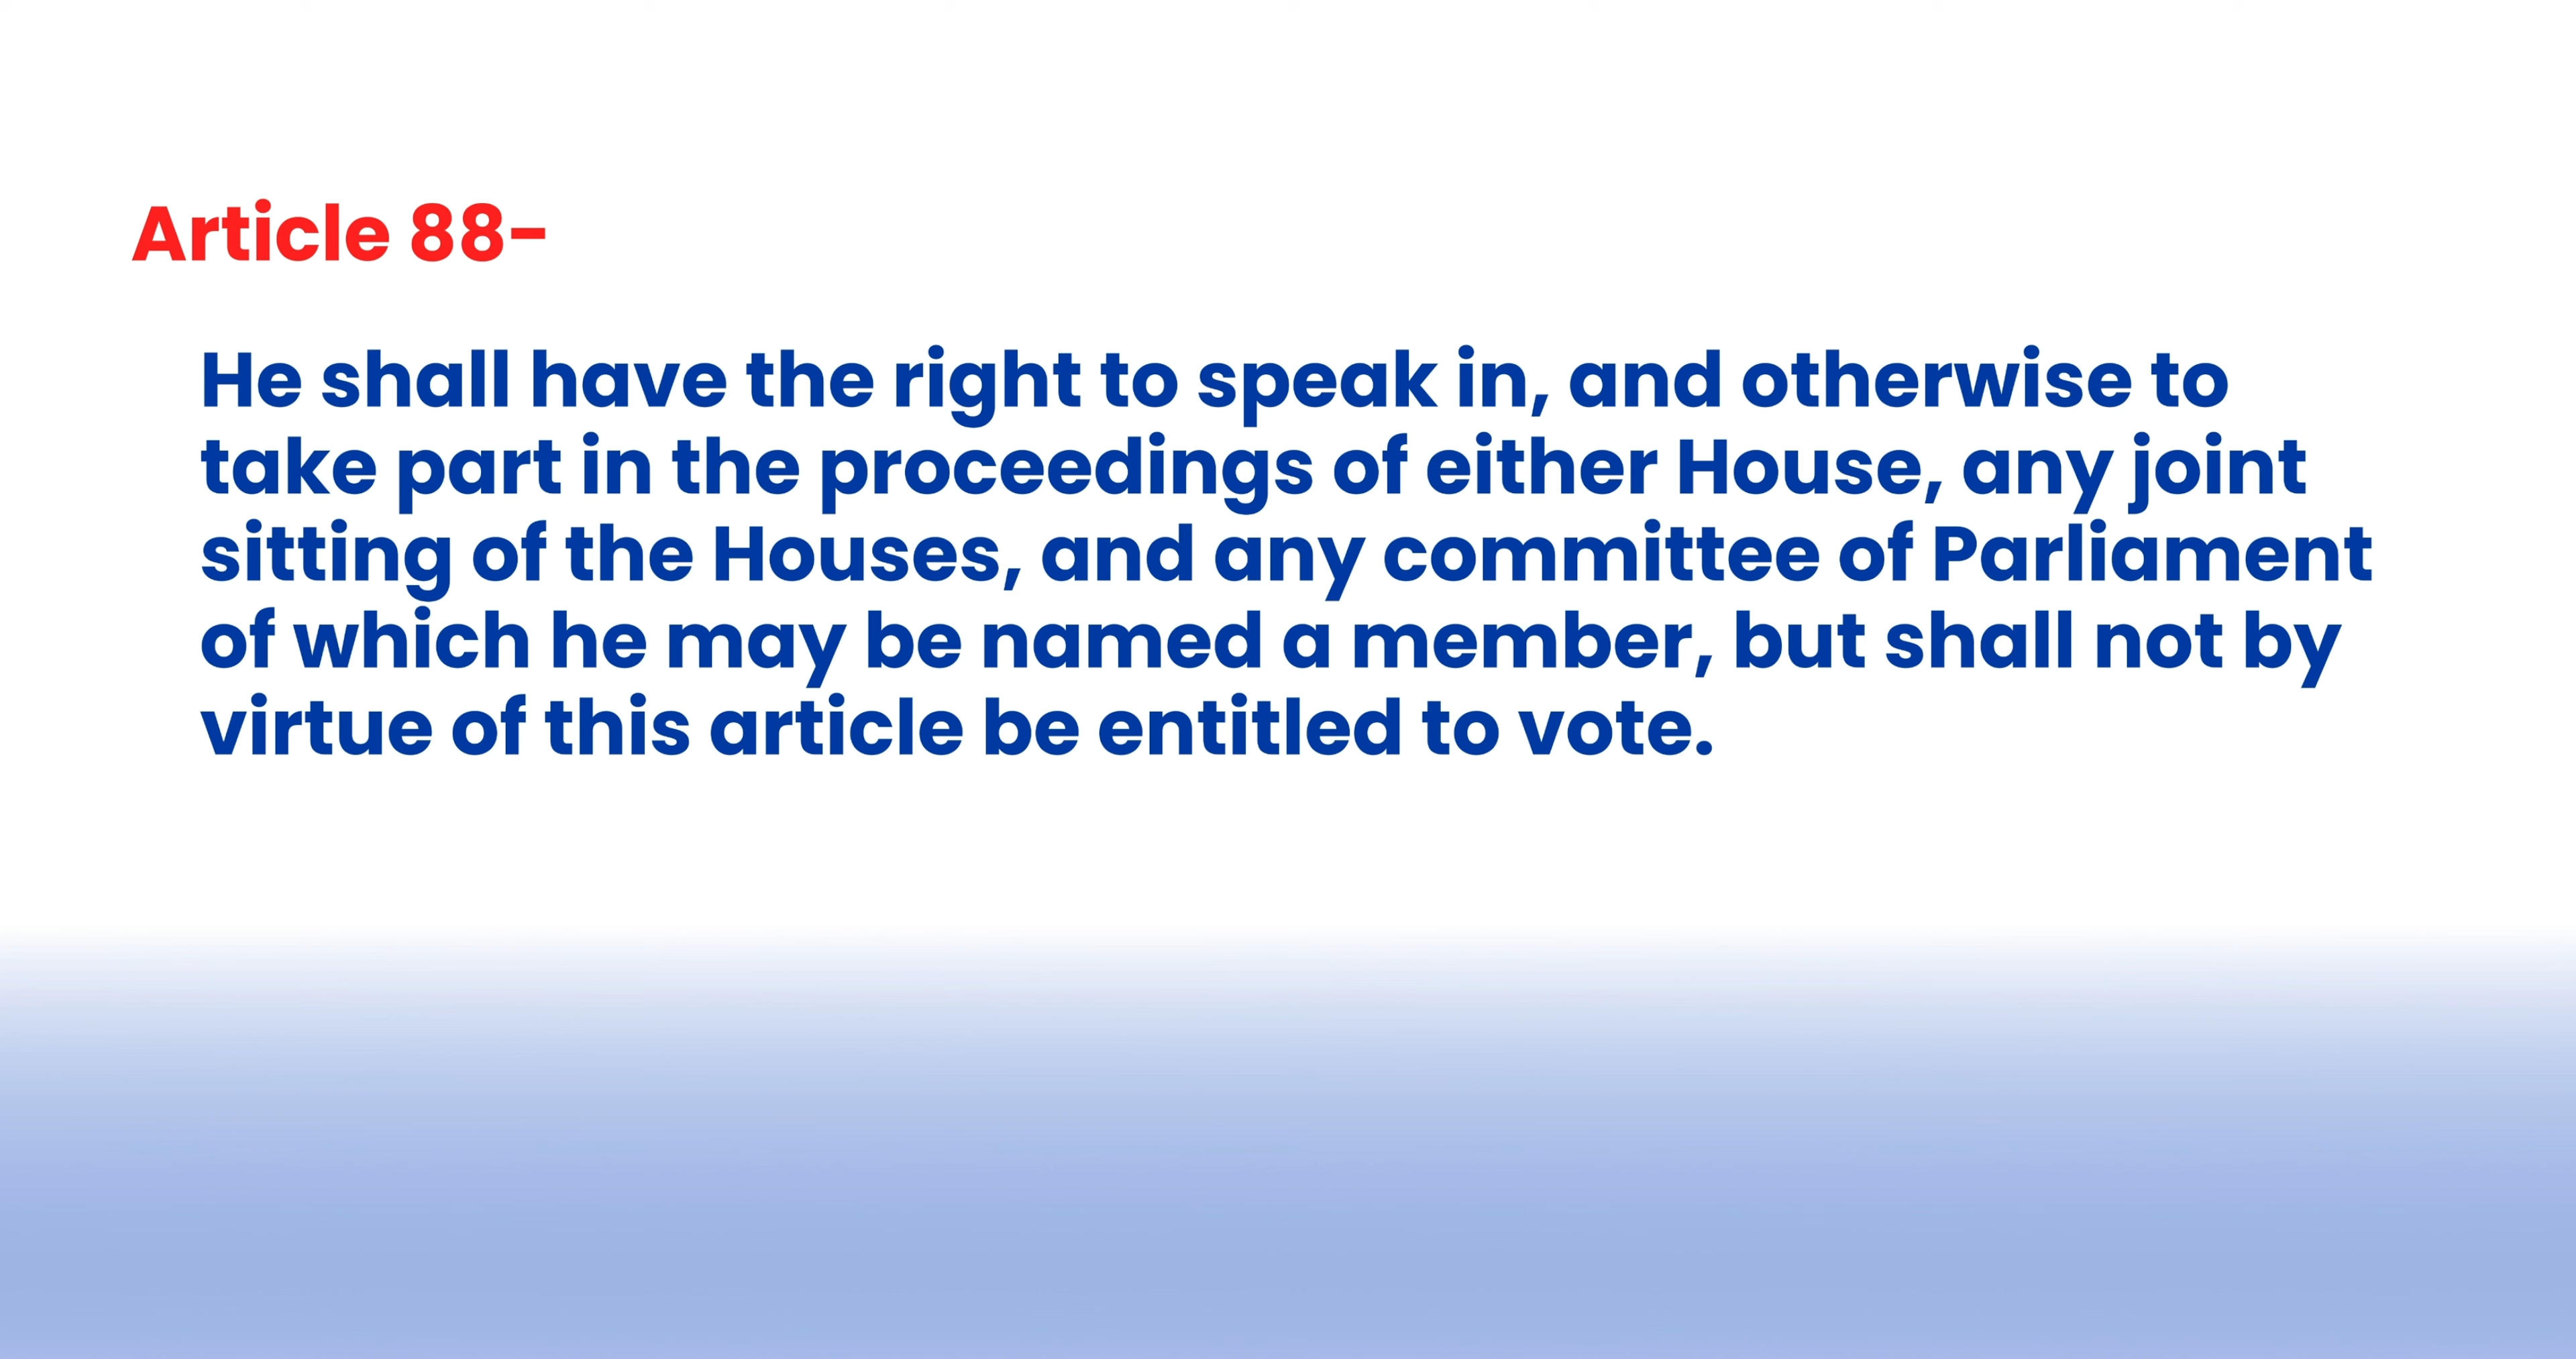 Article 88-
He shall have the right to speak in, and otherwise to
take part in the proceedings of either House, any joint
sitting of the Houses, and any committee of Parliament
of which he may be named a member, but shall not by
virtue of this article be entitled to vote.